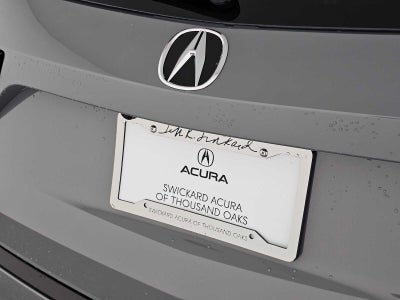 ACURA
SWICKARD ACURA
OF THOUSAND OAKS
SWICKARD ACURA OF THOUSAND OAKS